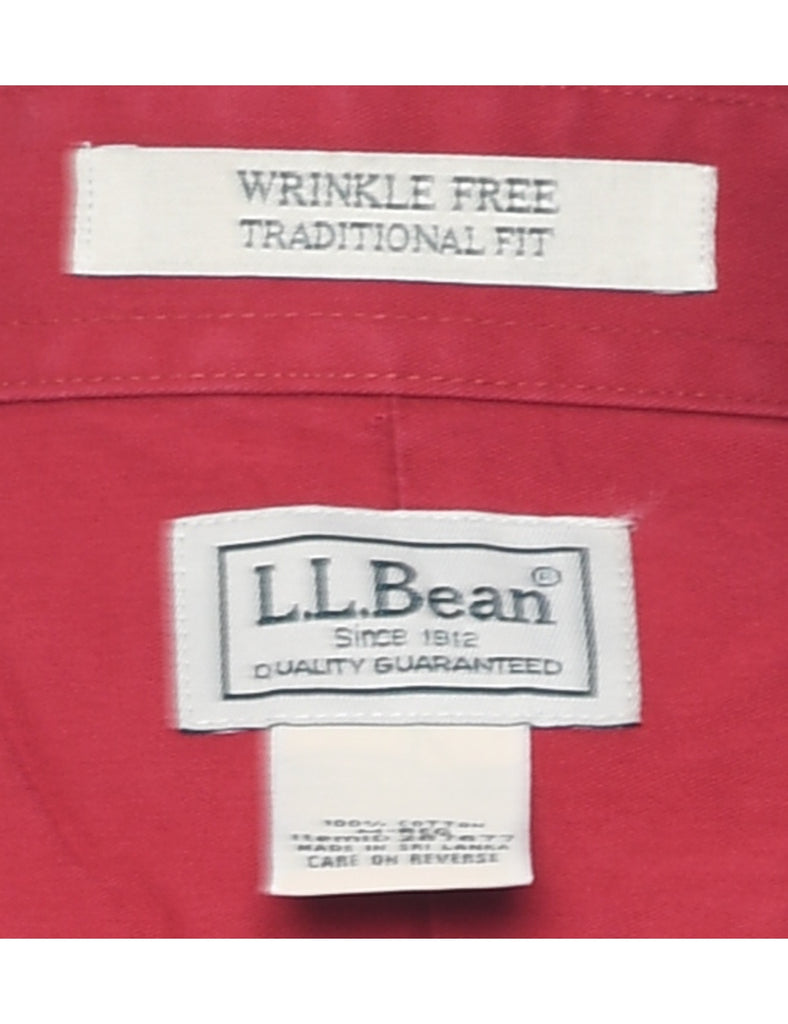 WRINKLE FREE
TRADITIONAL FIT
L.L.Bean®
Since 1912
QUALITY GUARANTEED
100% COTTON
MADE IN SRI LANKA
CARE ON REVERSE